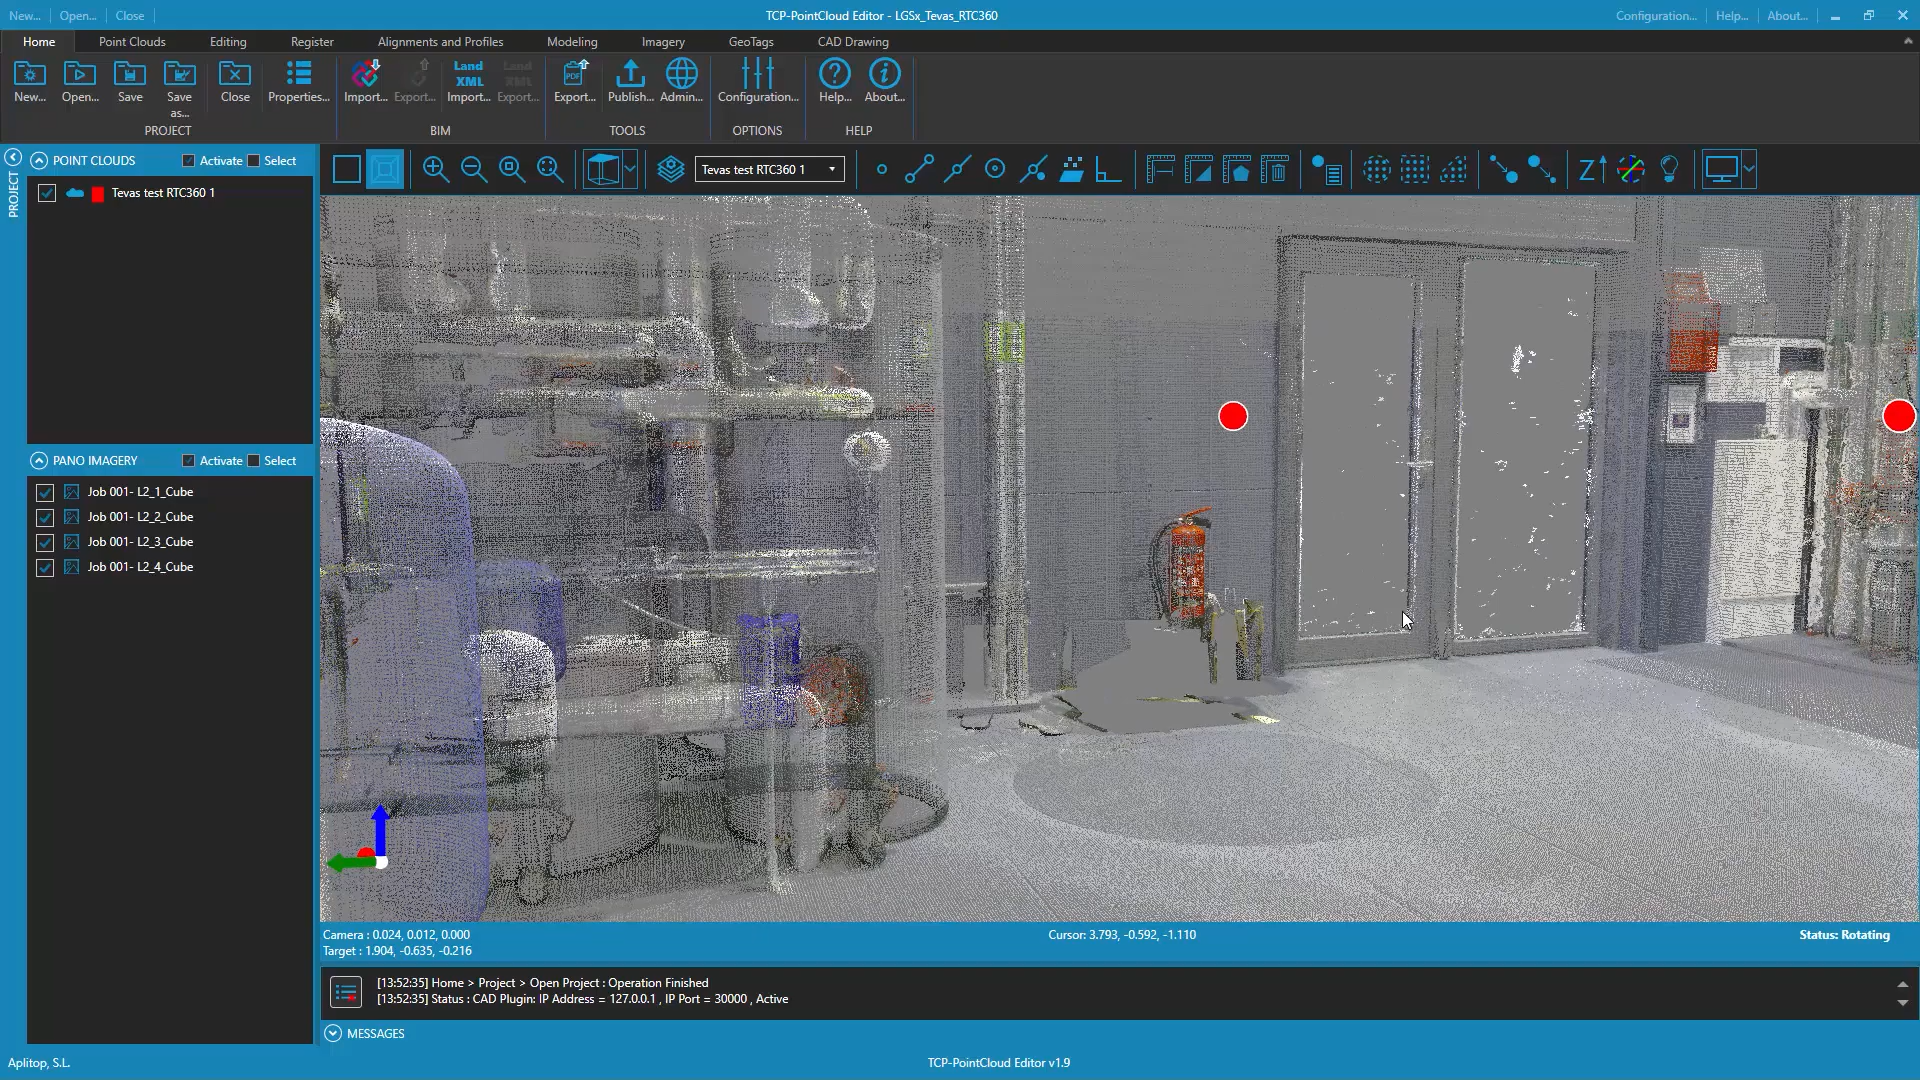 New...
Open...
Close
TCP-PointCloud Editor - LGSx_Tevas_RTC360
Configuration...
Help...
About...
Home
Point Clouds
Editing
Register
Alignments and Profiles
Modeling
Imagery
GeoTags
CAD Drawing
New...
Open...
Save
Save as...
Close
Properties...
PROJECT
Import...
Export...
Land XML
Import...
Land XML
Export...
BIM
PDF
Export...
Publish...
Admin...
TOOLS
Configuration...
OPTIONS
Help...
About...
HELP
PROJECT
POINT CLOUDS
Activate
Select
Tevas test RTC360 1
Tevas test RTC360 1
Z
PANO IMAGERY
Activate
Select
Job 001- L2_1_Cube
Job 001- L2_2_Cube
Job 001- L2_3_Cube
Job 001- L2_4_Cube
Camera : 0.024, 0.012, 0.000
Target : 1.904, -0.635, -0.216
Cursor: 3.793, -0.592, -1.110
Status: Rotating
[13:52:35] Home > Project > Open Project : Operation Finished
[13:52:35] Status : CAD Plugin: IP Address = 127.0.0.1 , IP Port = 30000 , Active
MESSAGES
Aplitop, S.L.
TCP-PointCloud Editor v1.9